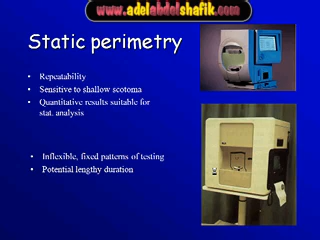 www.adelabdelshafik.com
Static perimetry
• Repeatability
• Sensitive to shallow scotoma
• Quantitative results suitable for
stat. analysis
• Inflexible, fixed patterns of testing
• Potential lengthy duration